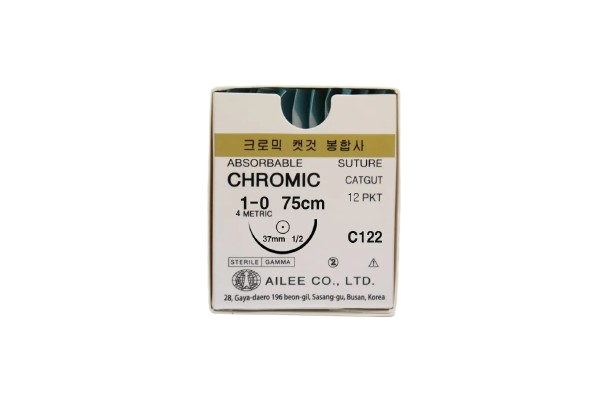 크로믹 캣것 봉합사
ABSORBABLE SUTURE
CHROMIC CATGUT
1-0 75cm 12 PKT
4 METRIC
37mm 1/2 C122
STERILE GAMMA
2
AILEE CO., LTD.
28, Gaya-daero 196 beon-gil, Sasang-gu, Busan, Korea